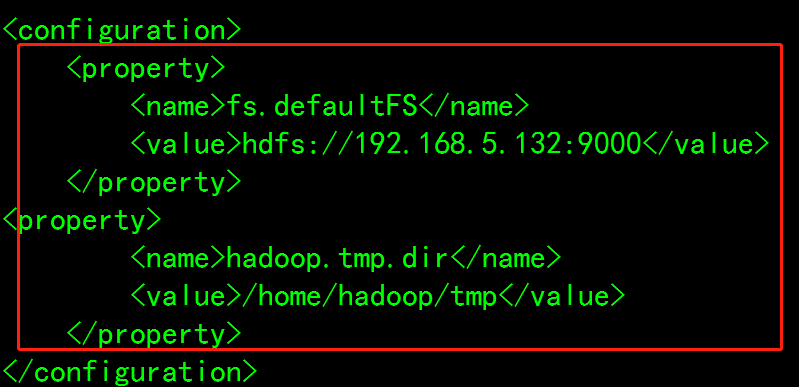 <configuration>
    <property>
        <name>fs.defaultFS</name>
        <value>hdfs://192.168.5.132:9000</value>
    </property>
<property>
        <name>hadoop.tmp.dir</name>
        <value>/home/hadoop/tmp</value>
    </property>
</configuration>